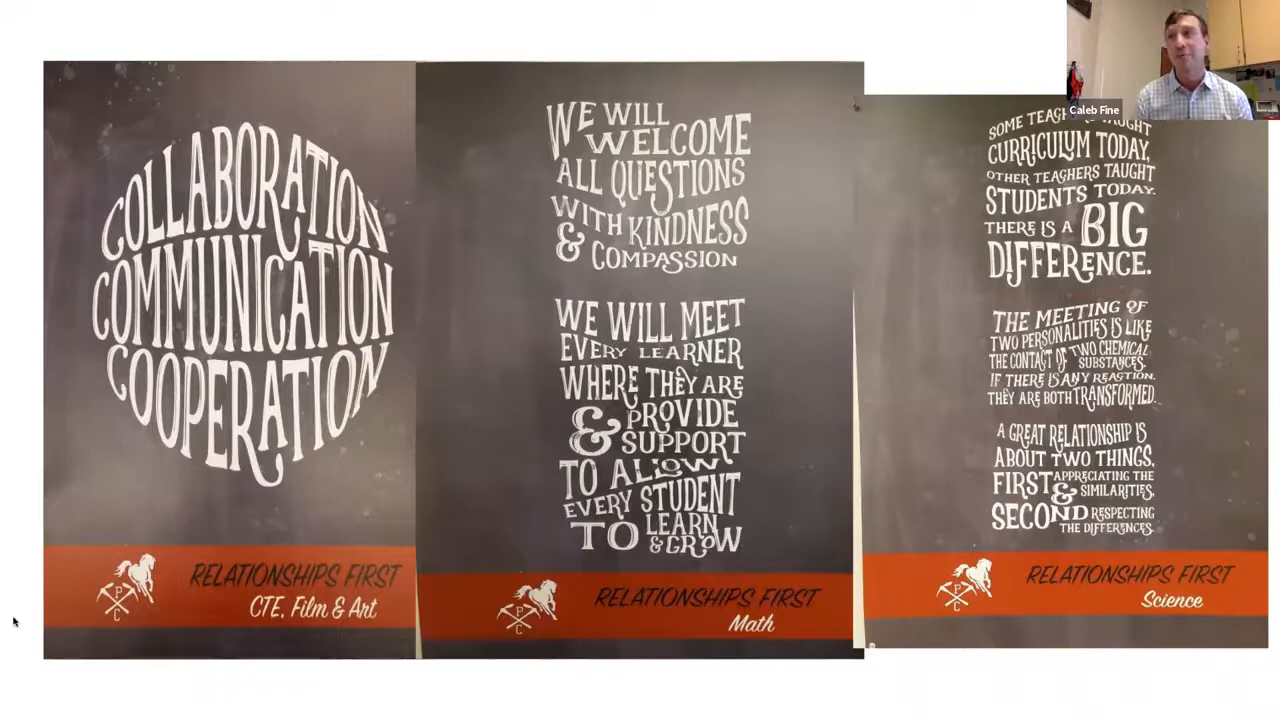 Caleb Fine
COLLABORATION
COMMUNICATION
COOPERATION
P C
RELATIONSHIPS FIRST
CTE, Film & Art
WE WILL
WELCOME
ALL QUESTIONS
WITH KINDNESS
& COMPASSION
WE WILL MEET
EVERY LEARNER
WHERE THEY ARE
& PROVIDE
SUPPORT
TO ALLOW
EVERY STUDENT
TO LEARN
& GROW
P C
RELATIONSHIPS FIRST
Math
SOME
CURRICULUM TODAY,
OTHER TEACHERS TAUGHT
STUDENTS TODAY.
THERE IS A BIG
DIFFERENCE.
THE MEETING OF
TWO PERSONALITIES IS LIKE
THE CONTACT OF TWO CHEMICAL
SUBSTANCES.
IF THERE IS ANY REACTION.
THEY ARE BOTH TRANSFORMED.
A GREAT RELATIONSHIP IS
ABOUT TWO THINGS,
FIRST APPRECIATING THE
SIMILARITIES,
&
SECOND RESPECTING
THE DIFFERENCES.
P C
RELATIONSHIPS FIRST
Science